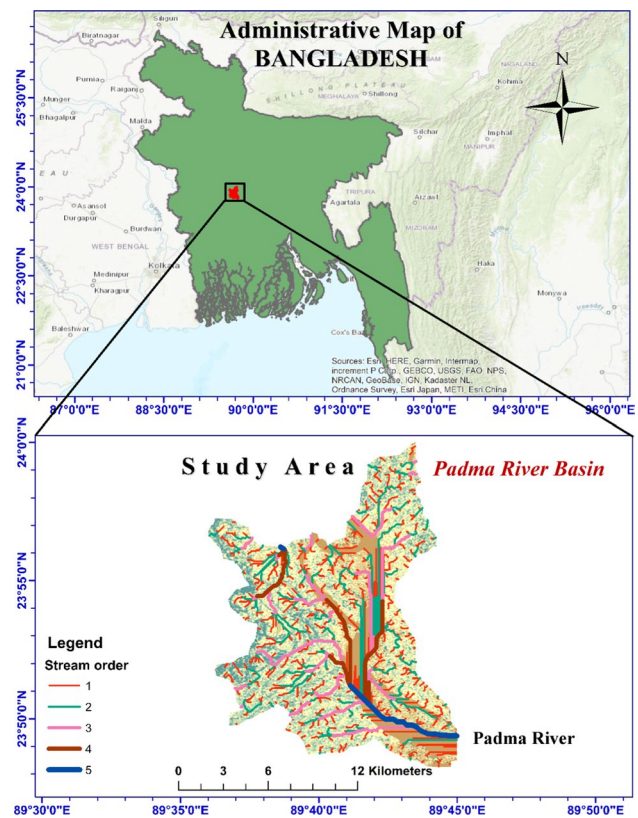 Administrative Map of
BANGLADESH
Siliguri
Biratnagar
Purnia
Raiganj
Munger
Bhagalpur
Malda
SHILLONG PLATEAU
MEGHALAYA
Shillong
NAGALAND
Kohima
N
Silchar
Imphal
MANIPUR
EAU
Asansol
Durgapur
Burdwan
WEST BENGAL
Kolkata
Medinipur
Kharagpur
Baleshwar
TRIPURA
Agartala
Aizawl
MIZORAM
Haka
Monywa
Cox's Ba
25°30'0"N
24°0'0"N
22°30'0"N
21°0'0"N
Sources: Esri, HERE, Garmin, Intermap,
increment P Corp., GEBCO, USGS, FAO, NPS,
NRCAN, GeoBase, IGN, Kadaster NL,
Ordnance Survey, Esri Japan, METI, Esri China
87°0'0"E 88°30'0"E 90°0'0"E 91°30'0"E 93°0'0"E 94°30'0"E 96°0'0"E
Study Area
Padma River Basin
24°0'0"N
23°55'0"N
23°50'0"N
Legend
Stream order
1
2
3
4
5
Padma River
0 3 6 12 Kilometers
89°30'0"E 89°35'0"E 89°40'0"E 89°45'0"E 89°50'0"E